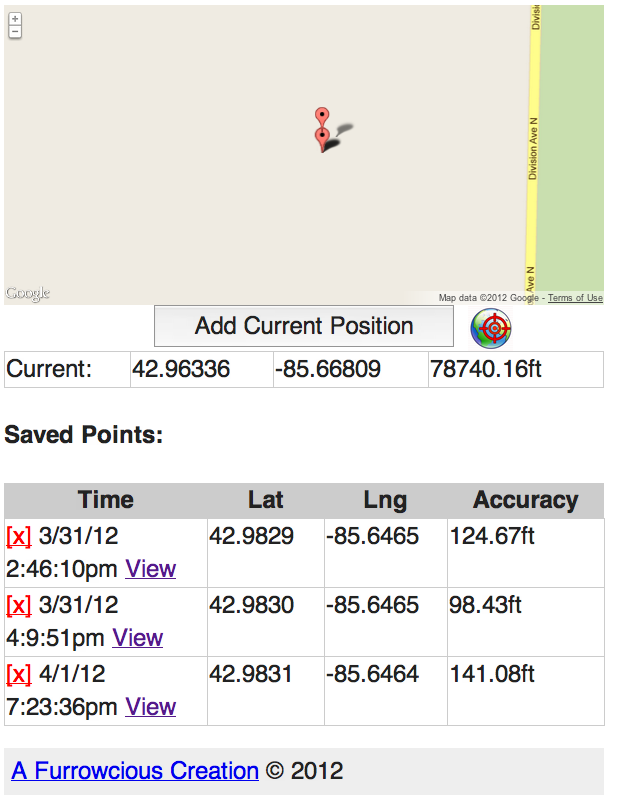 +
−
Divisi
Division Ave N
Ave N
Google
Map data ©2012 Google - Terms of Use
Add Current Position
Current: 42.96336 -85.66809 78740.16ft
Saved Points:
Time Lat Lng Accuracy
[x] 3/31/12 42.9829 -85.6465 124.67ft
2:46:10pm View
[x] 3/31/12 42.9830 -85.6465 98.43ft
4:9:51pm View
[x] 4/1/12 42.9831 -85.6464 141.08ft
7:23:36pm View
A Furrowcious Creation © 2012